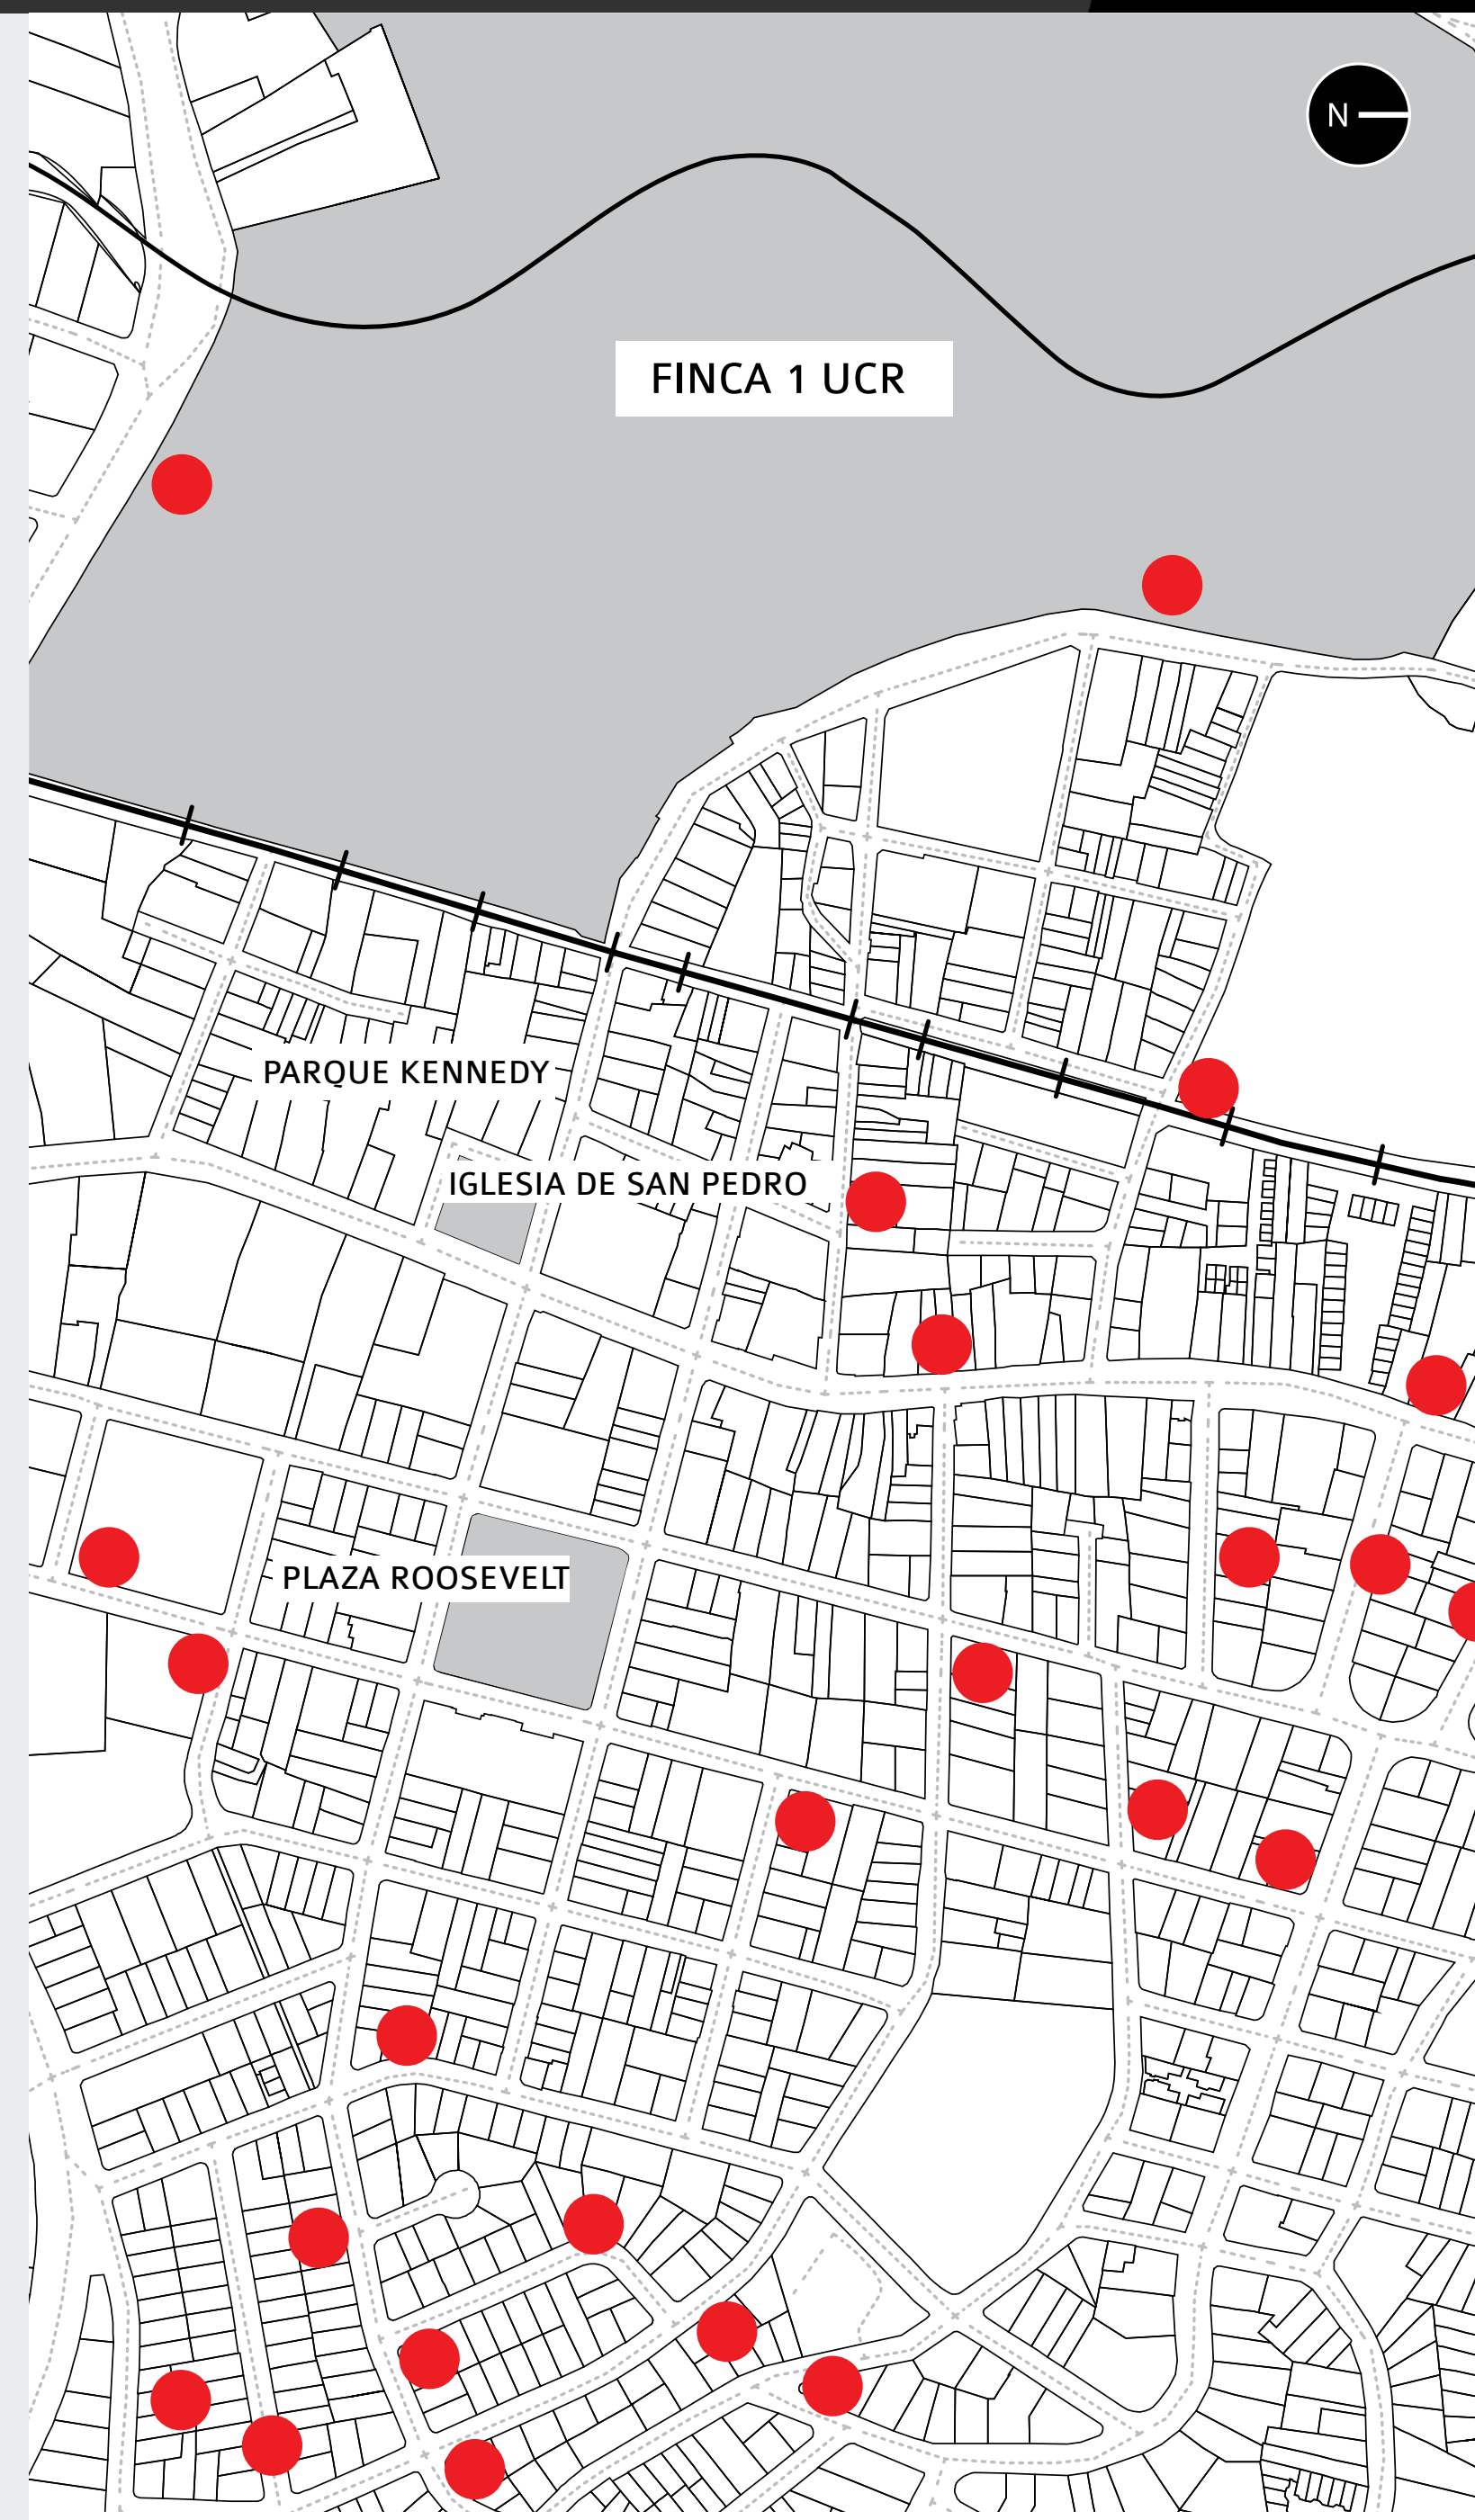 N
FINCA 1 UCR
PARQUE KENNEDY
IGLESIA DE SAN PEDRO
PLAZA ROOSEVELT